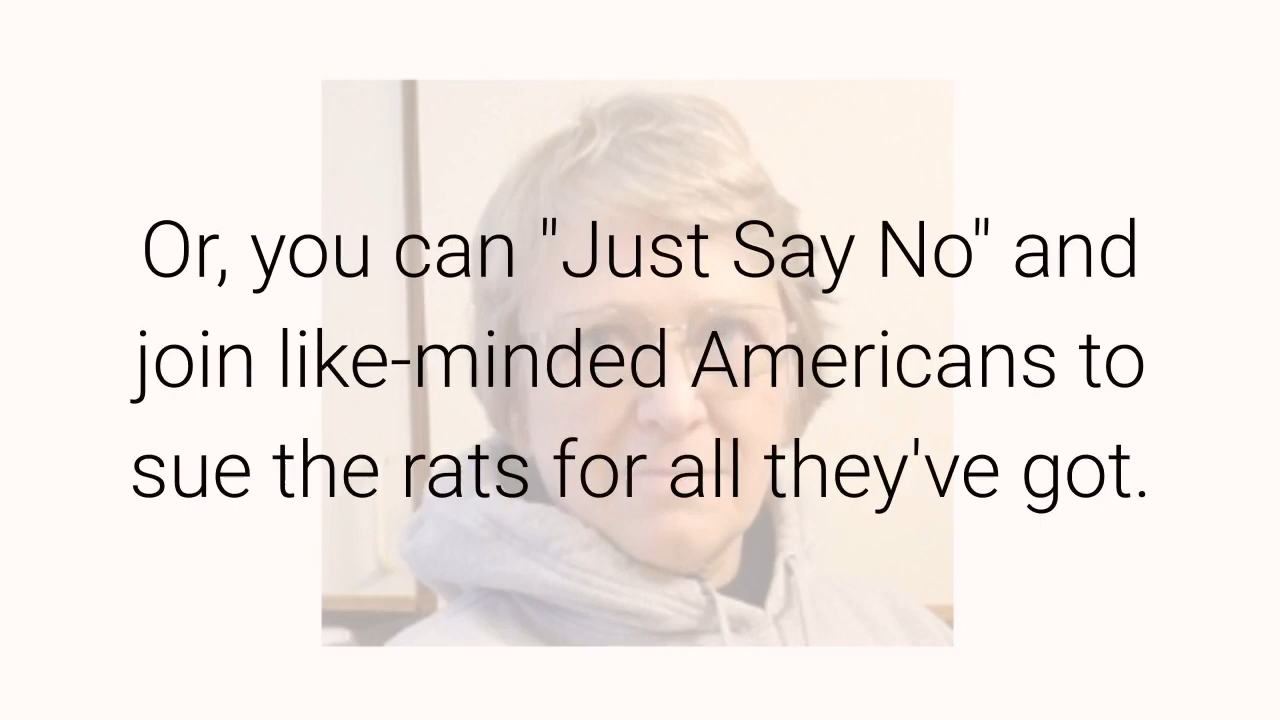 Or, you can "Just Say No" and
join like-minded Americans to
sue the rats for all they've got.